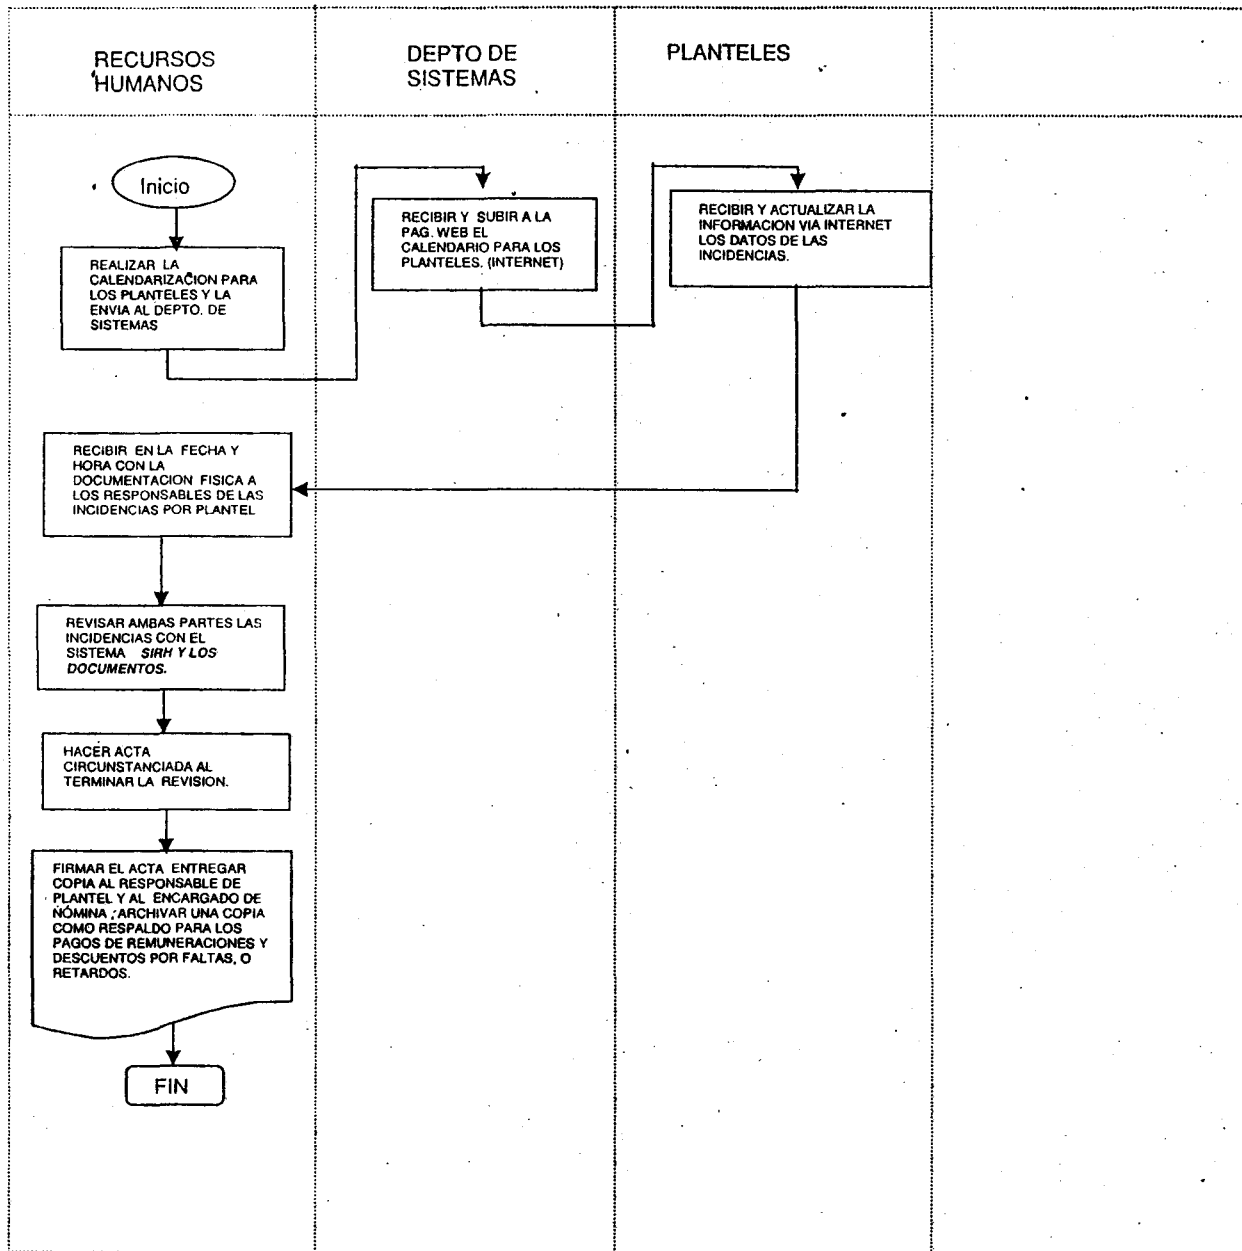 RECURSOS
HUMANOS
DEPTO DE
SISTEMAS
PLANTELES
Inicio
REALIZAR LA
CALENDARIZACION PARA
LOS PLANTELES Y LA
ENVIA AL DEPTO. DE
SISTEMAS
RECIBIR Y SUBIR A LA
PAG. WEB EL
CALENDARIO PARA LOS
PLANTELES. (INTERNET)
RECIBIR Y ACTUALIZAR LA
INFORMACION VIA INTERNET
LOS DATOS DE LAS
INCIDENCIAS.
RECIBIR EN LA FECHA Y
HORA CON LA
DOCUMENTACION FISICA A
LOS RESPONSABLES DE LAS
INCIDENCIAS POR PLANTEL
REVISAR AMBAS PARTES LAS
INCIDENCIAS CON EL
SISTEMA SIRH Y LOS
DOCUMENTOS.
HACER ACTA
CIRCUNSTANCIADA AL
TERMINAR LA REVISION.
FIRMAR EL ACTA ENTREGAR
COPIA AL RESPONSABLE DE
PLANTEL Y AL ENCARGADO DE
NÓMINA ; ARCHIVAR UNA COPIA
COMO RESPALDO PARA LOS
PAGOS DE REMUNERACIONES Y
DESCUENTOS POR FALTAS, O
RETARDOS.
FIN